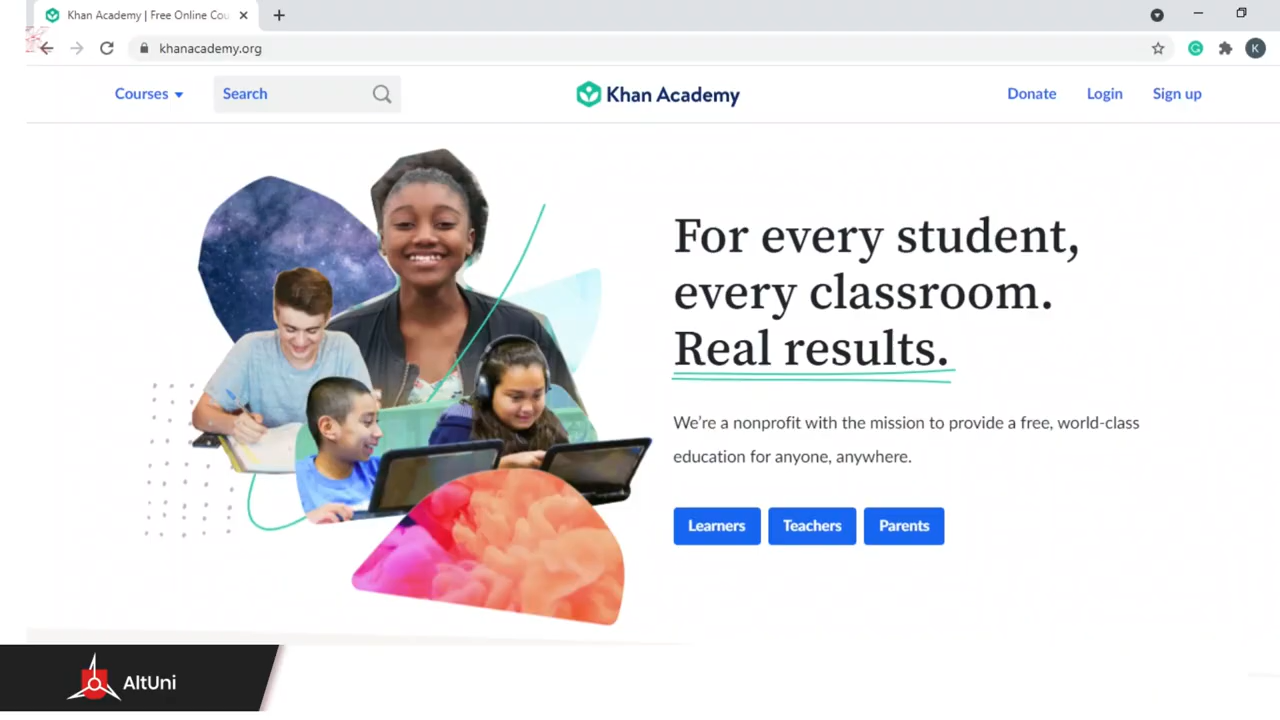 Khan Academy | Free Online Cou
khanacademy.org
K
Courses
Search
Khan Academy
Donate
Login
Sign up
For every student,
every classroom.
Real results.
We're a nonprofit with the mission to provide a free, world-class
education for anyone, anywhere.
Learners
Teachers
Parents
AltUni